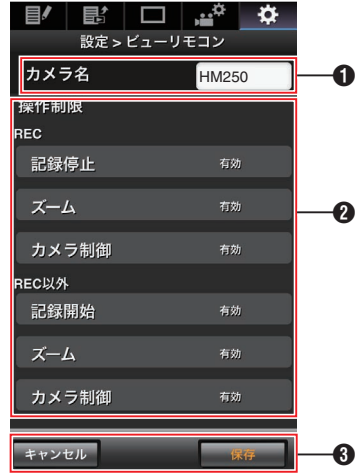 設定 > ビューリモコン
カメラ名 HM250 ❶
操作制限
REC
記録停止 有効
ズーム 有効 ❷
カメラ制御 有効
REC以外
記録開始 有効
ズーム 有効
カメラ制御 有効
キャンセル 保存 ❸